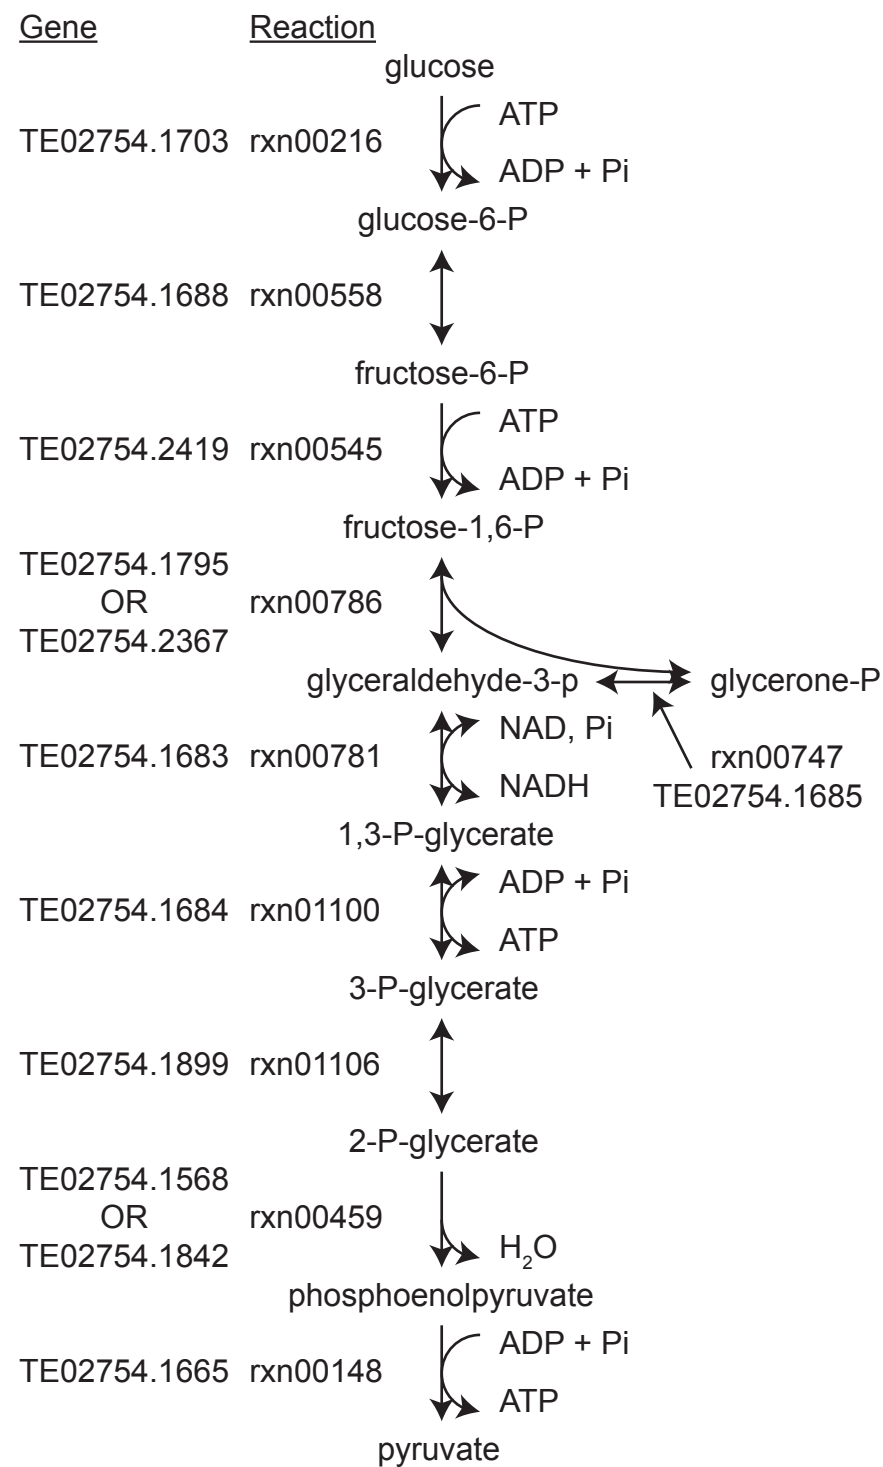 Gene Reaction
glucose
ATP
TE02754.1703 rxn00216
ADP + Pi
glucose-6-P
TE02754.1688 rxn00558
fructose-6-P
ATP
TE02754.2419 rxn00545
ADP + Pi
fructose-1,6-P
TE02754.1795
OR rxn00786
TE02754.2367
glyceraldehyde-3-p glycerone-P
NAD, Pi
TE02754.1683 rxn00781
NADH
rxn00747
TE02754.1685
1,3-P-glycerate
ADP + Pi
TE02754.1684 rxn01100
ATP
3-P-glycerate
TE02754.1899 rxn01106
2-P-glycerate
TE02754.1568
OR rxn00459
TE02754.1842
H₂O
phosphoenolpyruvate
ADP + Pi
TE02754.1665 rxn00148
ATP
pyruvate